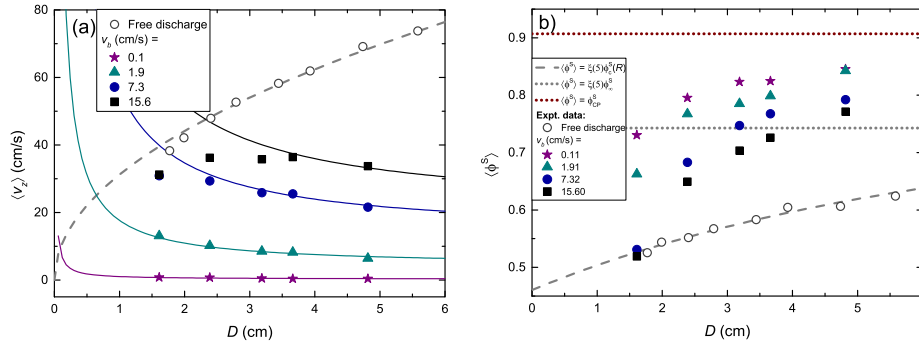 (a)
Free discharge
v_b (cm/s) =
0.1
1.9
7.3
15.6
80
60
40
20
0
⟨v_z⟩ (cm/s)
0 1 2 3 4 5 6
D (cm)
b)
⟨ϕ^S⟩ = ξ(5)ϕ_c^S(R)
⟨ϕ^S⟩ = ξ(5)ϕ_∞^S
⟨ϕ^S⟩ = ϕ_CP^S
Expt. data:
Free discharge
v_b (cm/s) =
0.11
1.91
7.32
15.60
0.9
0.8
0.7
0.6
0.5
⟨ϕ^S⟩
0 1 2 3 4 5 6
D (cm)